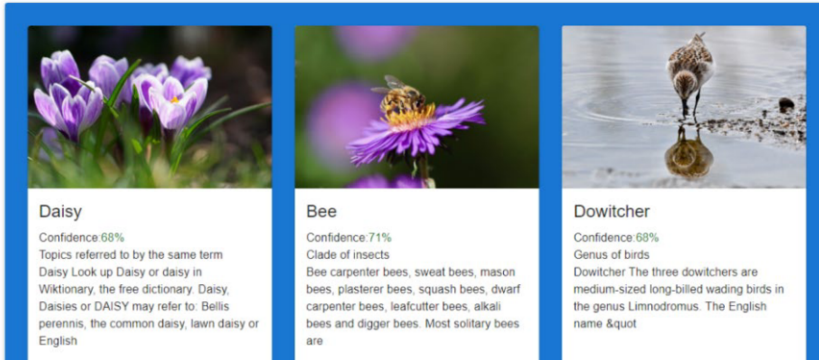 Daisy
Confidence:68%
Topics referred to by the same term
Daisy Look up Daisy or daisy in
Wiktionary, the free dictionary. Daisy,
Daisies or DAISY may refer to: Bellis
perennis, the common daisy, lawn daisy or
English
Bee
Confidence:71%
Clade of insects
Bee carpenter bees, sweat bees, mason
bees, plasterer bees, squash bees, dwarf
carpenter bees, leafcutter bees, alkali
bees and digger bees. Most solitary bees
are
Dowitcher
Confidence:68%
Genus of birds
Dowitcher The three dowitchers are
medium-sized long-billed wading birds in
the genus Limnodromus. The English
name &quot